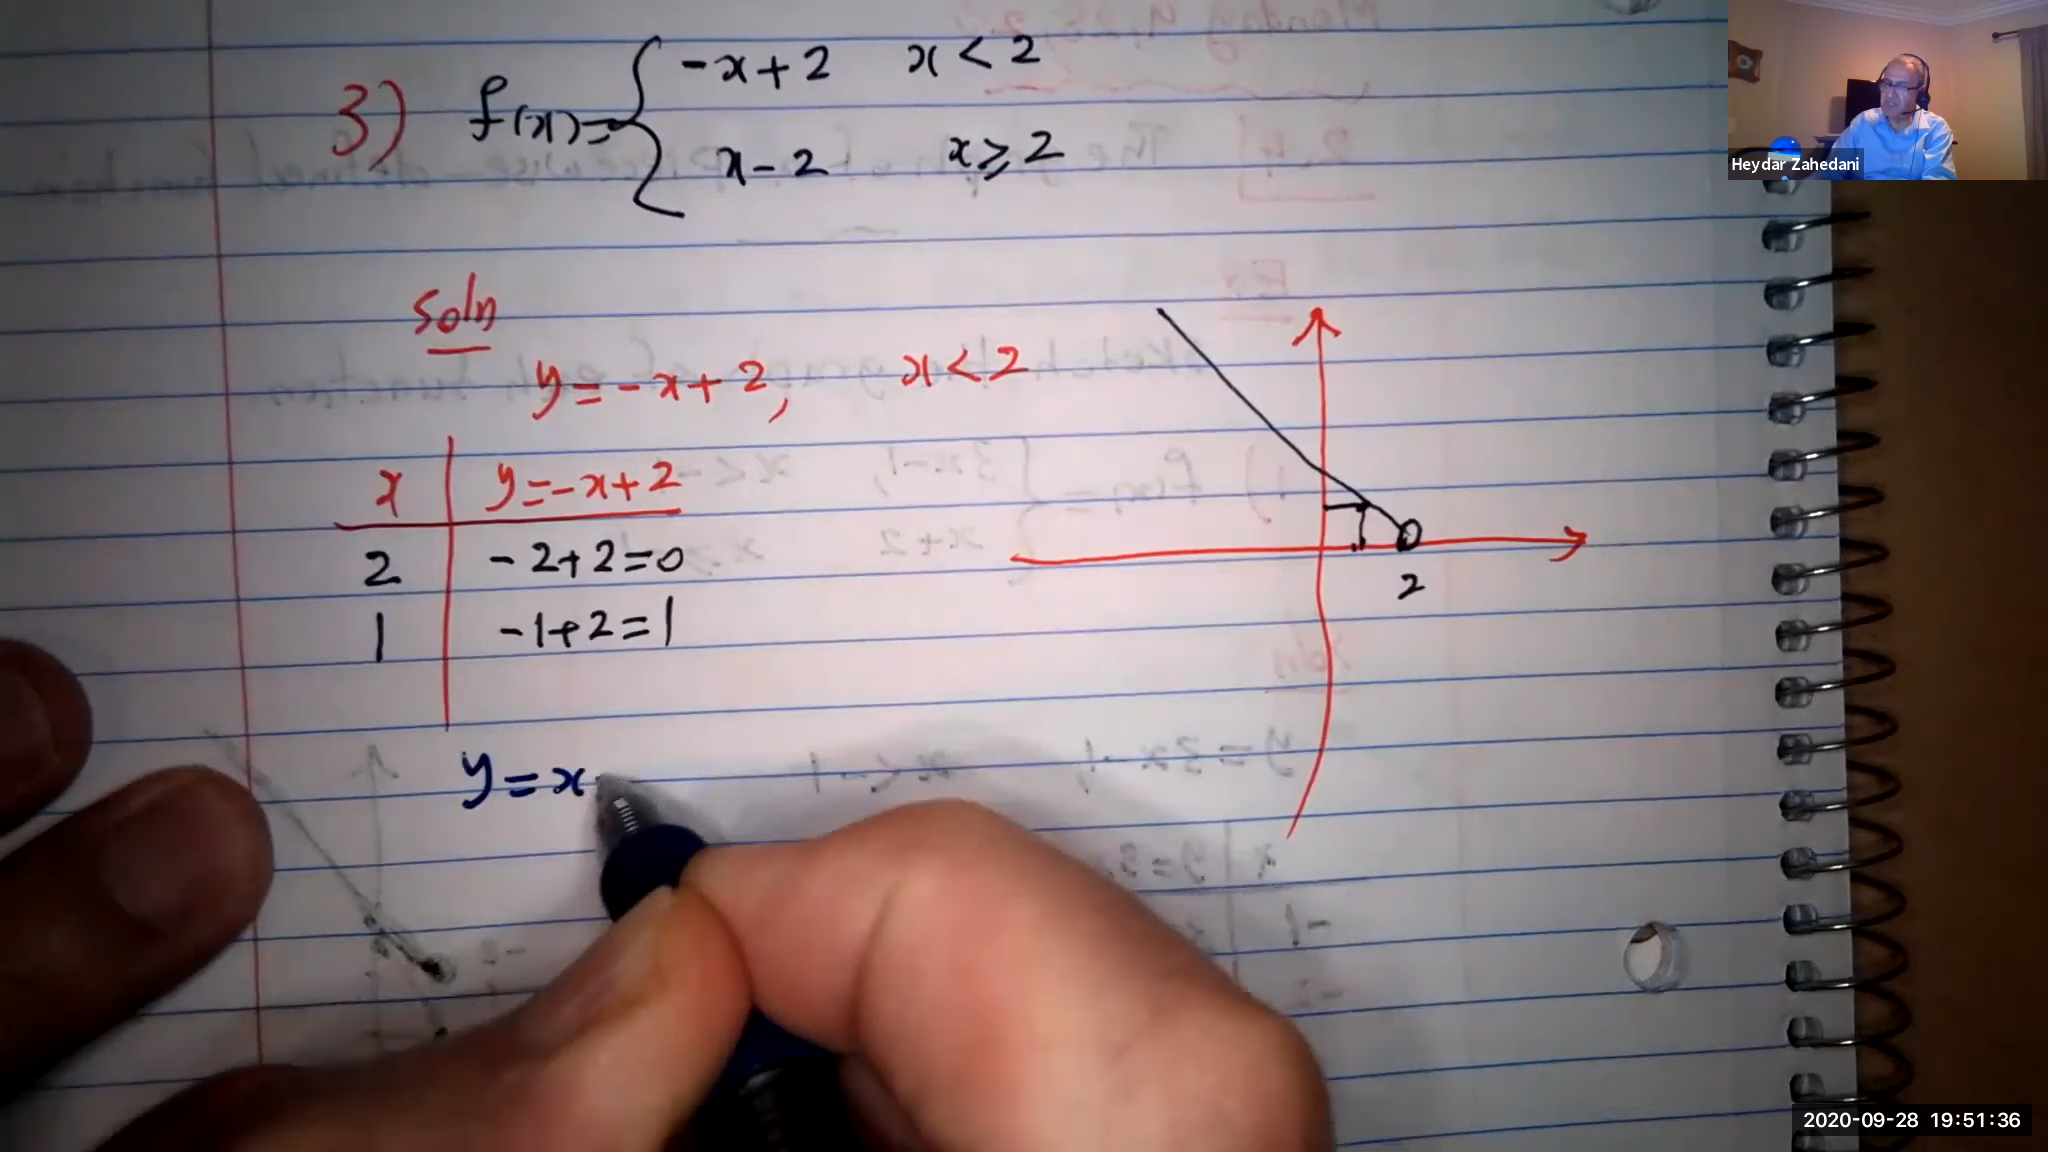 3) f(x) = { -x+2 x < 2
x-2 x ≥ 2
Soln
y = -x+2, x < 2
x | y = -x+2
2 | -2+2=0
1 | -1+2=1
2
y = x
Heydar Zahedani
2020-09-28 19:51:36